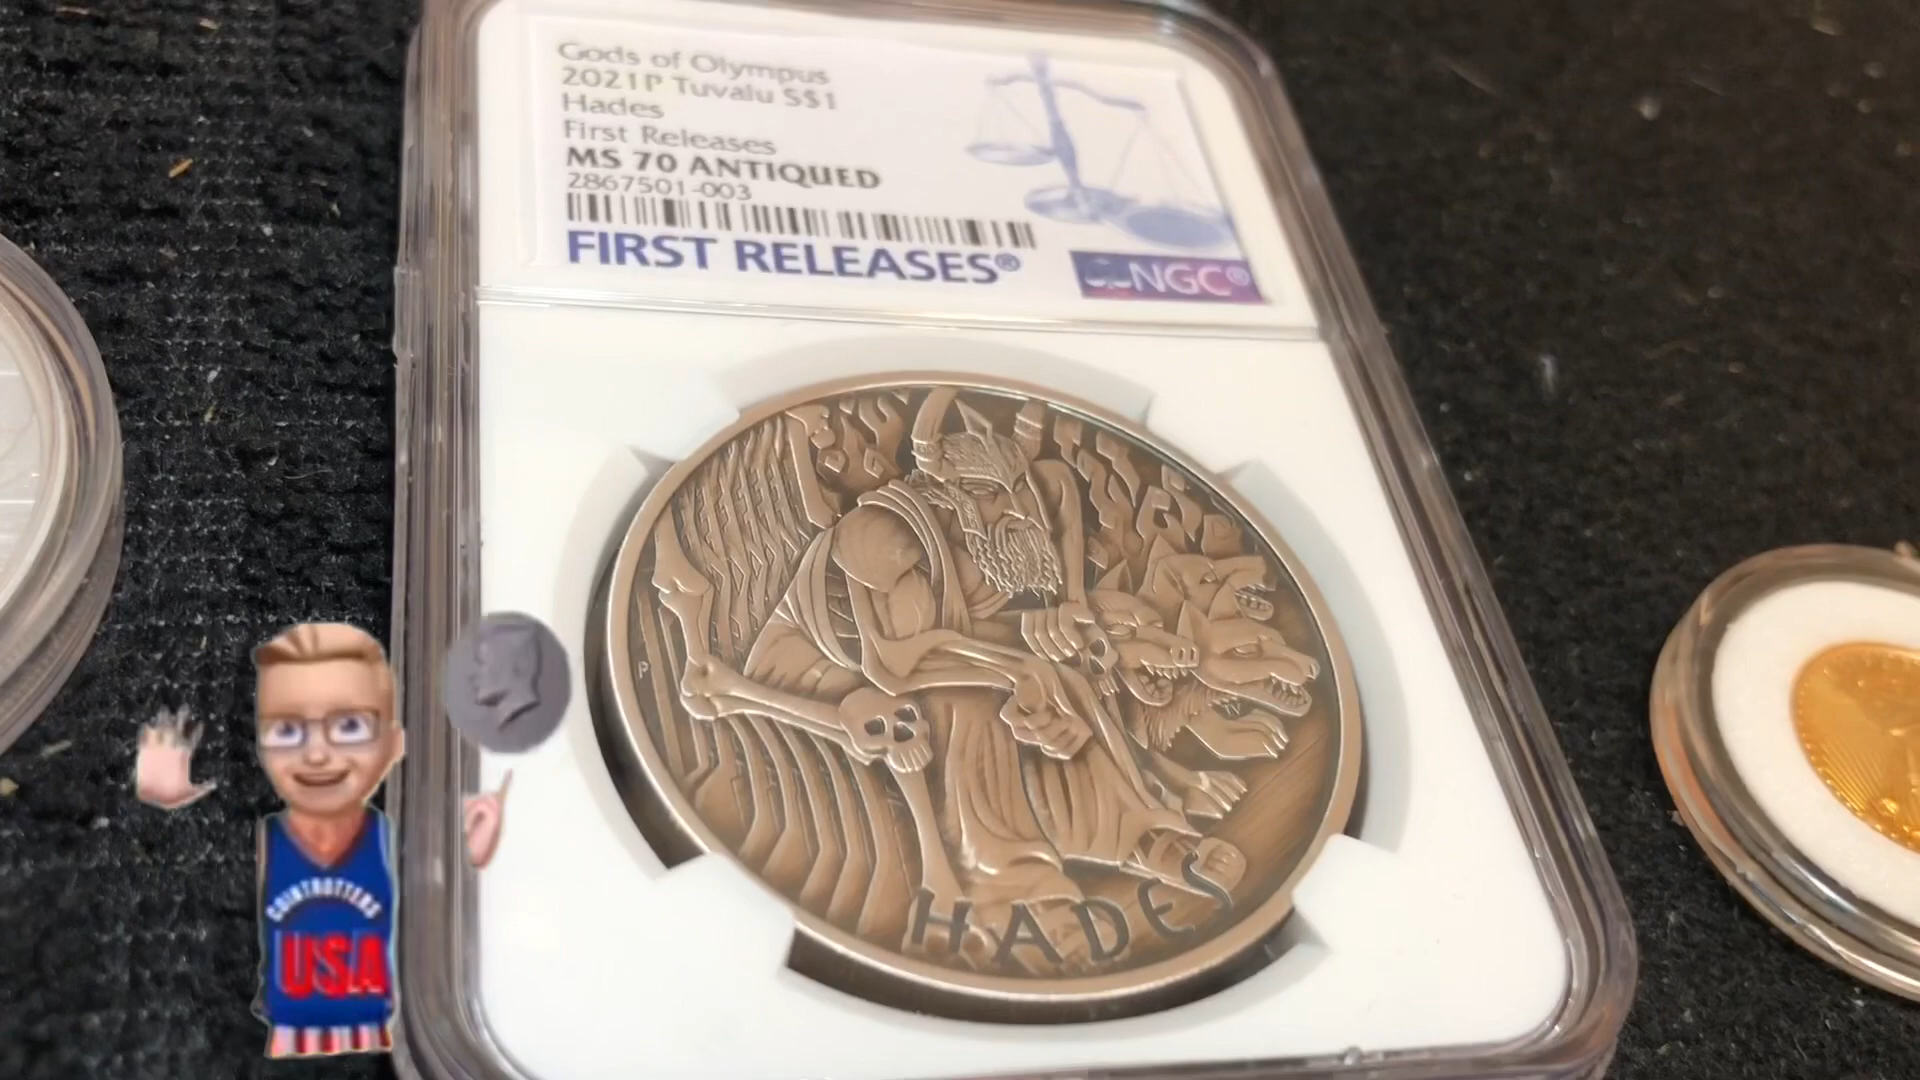 Gods of Olympus
2021P Tuvalu S$1
Hades
First Releases
MS 70 ANTIQUED
2867501-003
FIRST RELEASES®
NGC®
P
TV
HADES
COINTROTTERS
USA